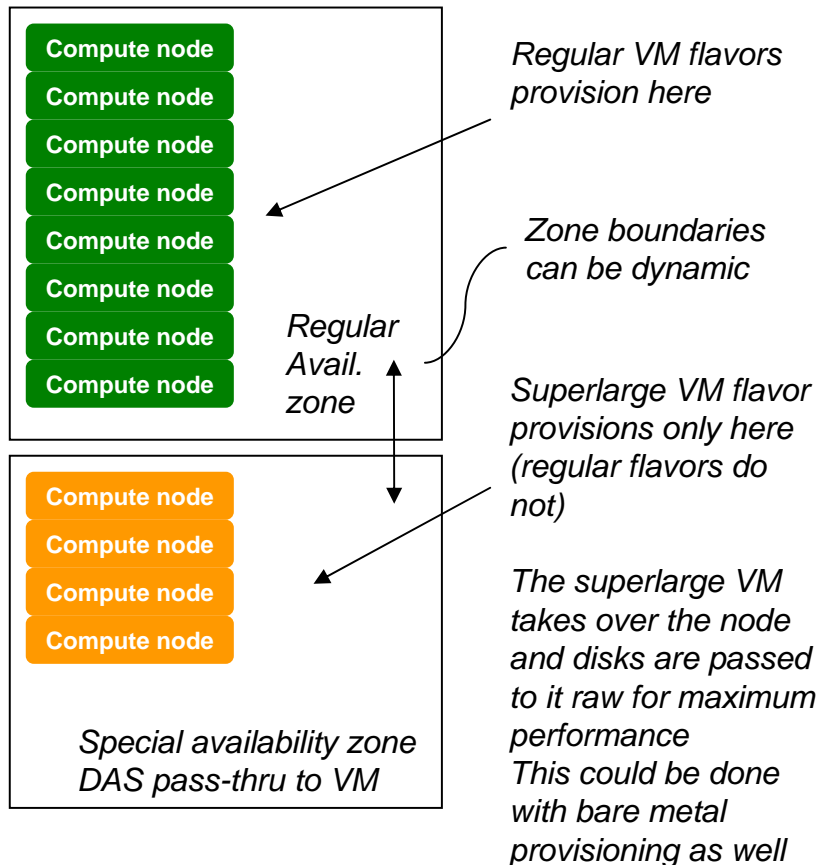 Compute node
Compute node
Compute node
Compute node
Compute node
Compute node
Compute node
Compute node
Regular
Avail.
zone
Regular VM flavors
provision here
Zone boundaries
can be dynamic
Superlarge VM flavor
provisions only here
(regular flavors do
not)
Compute node
Compute node
Compute node
Compute node
Special availability zone
DAS pass-thru to VM
The superlarge VM
takes over the node
and disks are passed
to it raw for maximum
performance
This could be done
with bare metal
provisioning as well